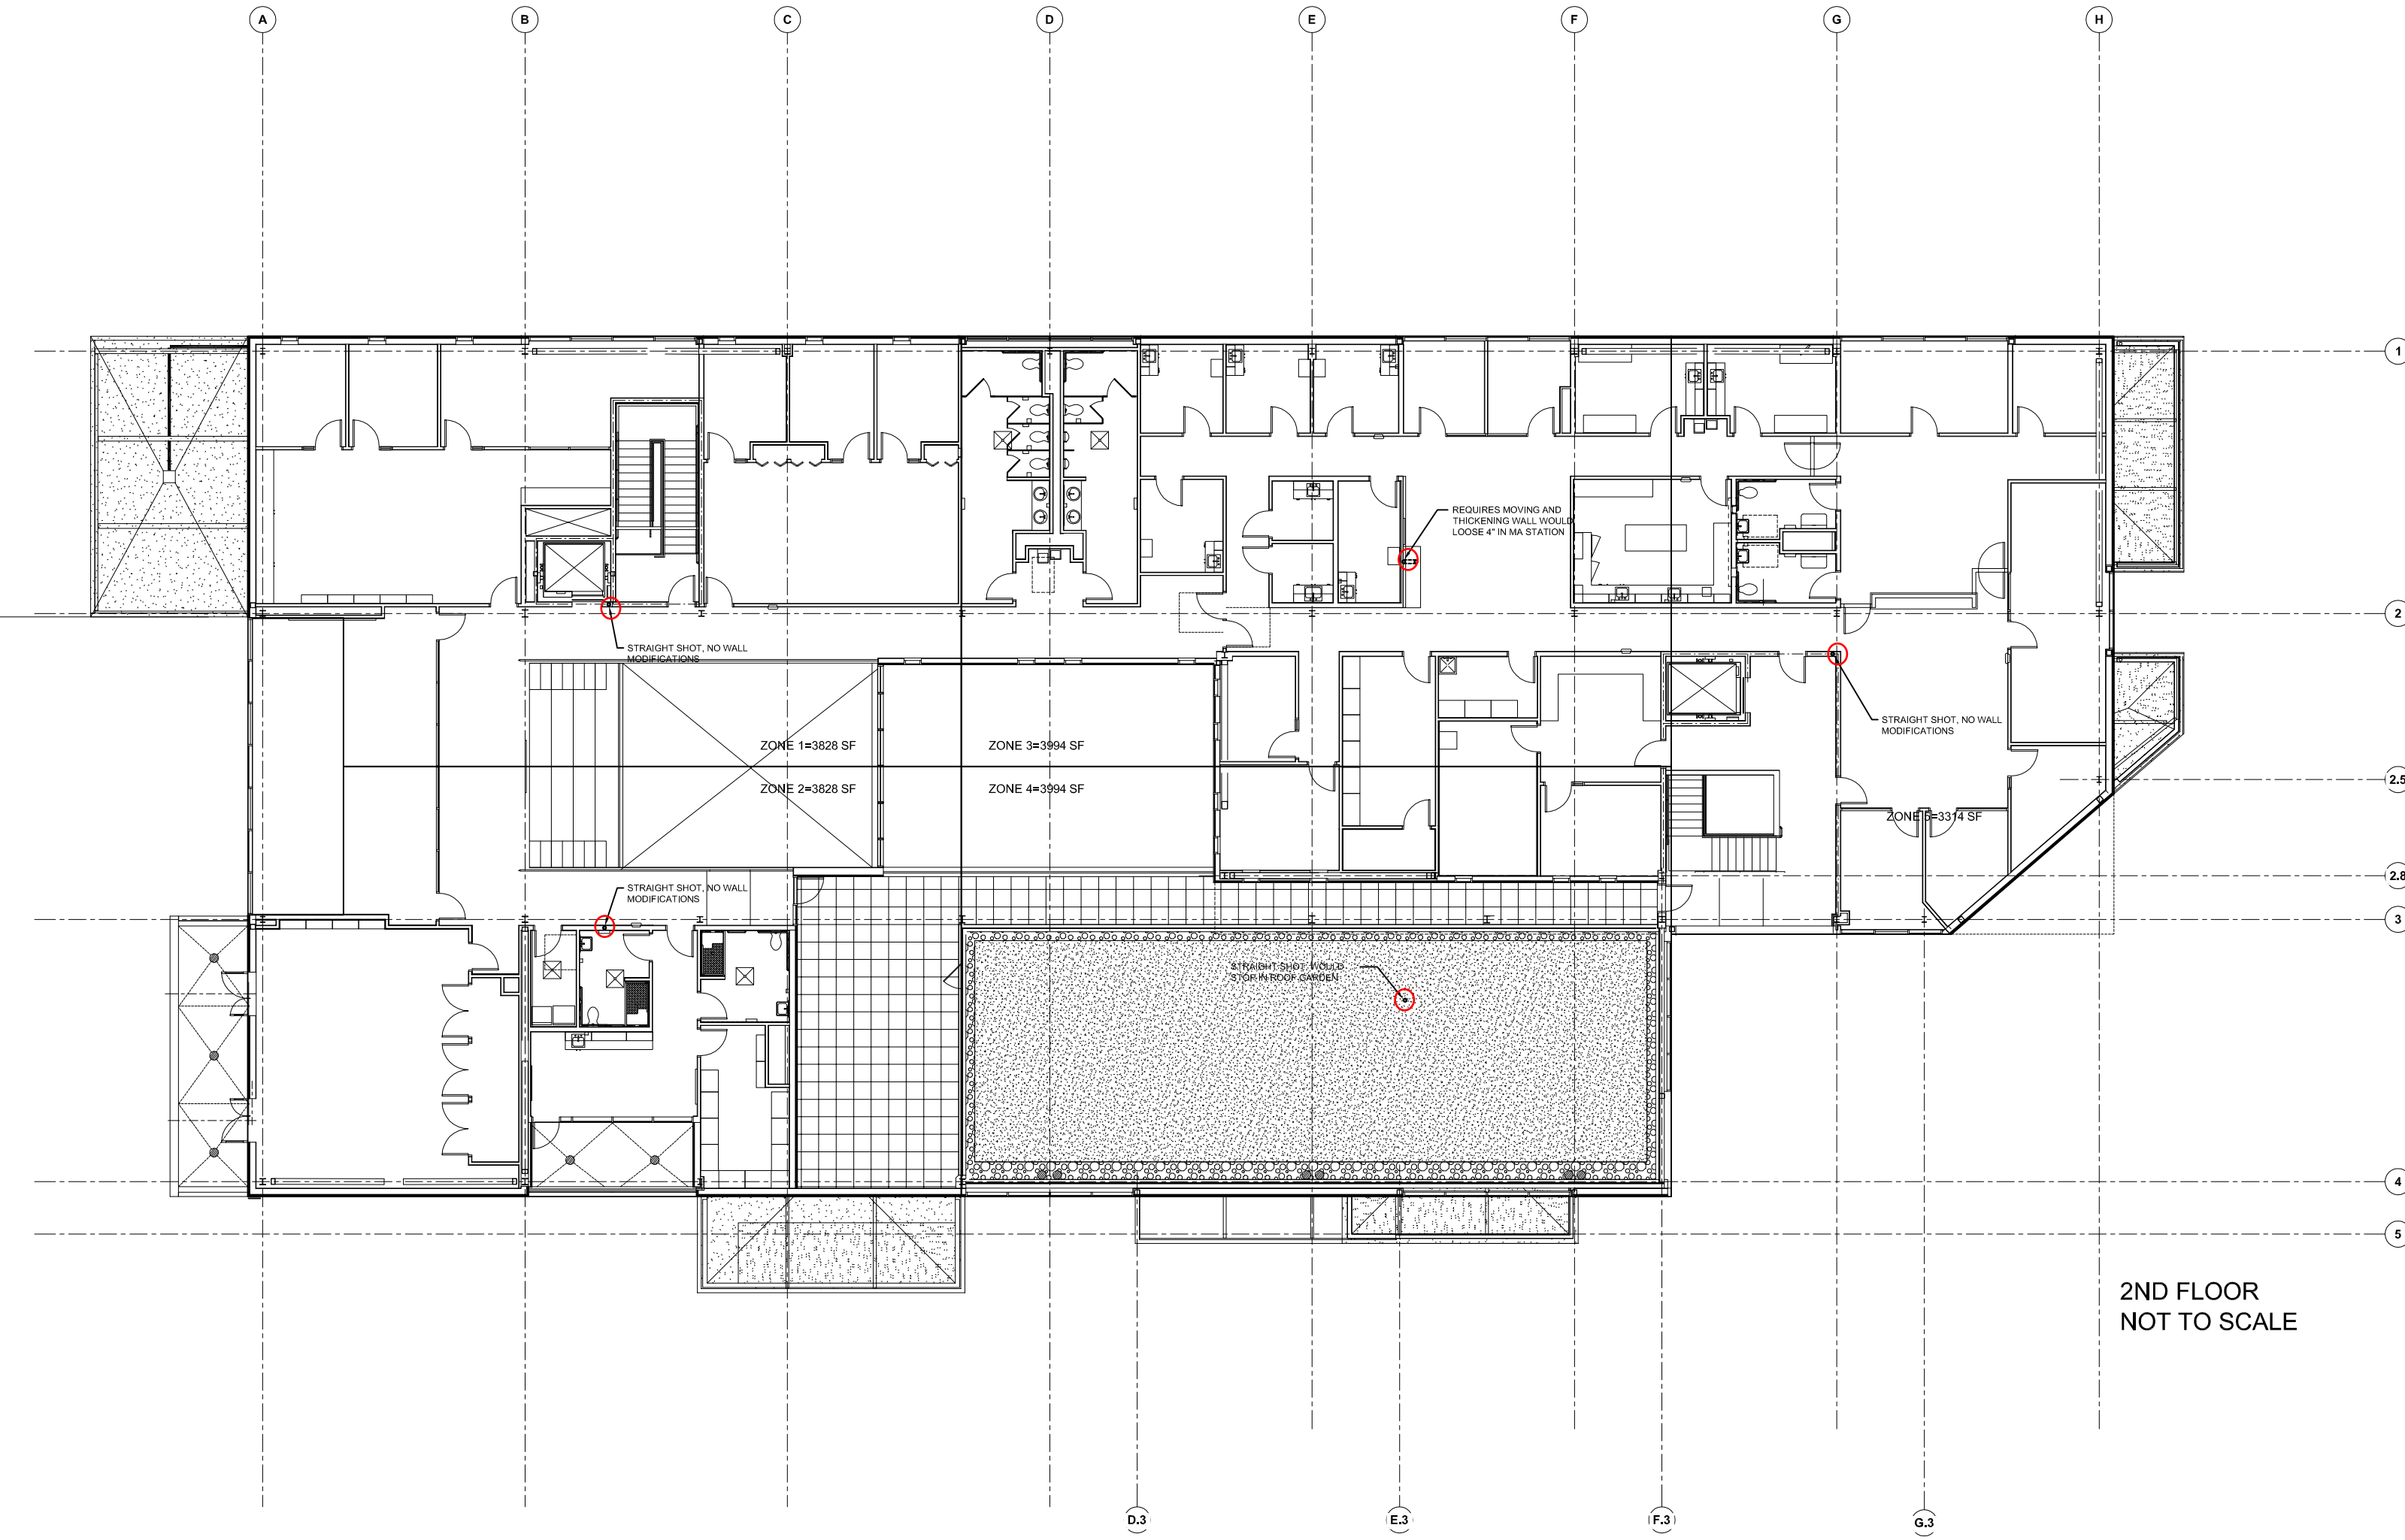 A
B
C
D
E
F
G
H
1
REQUIRES MOVING AND
THICKENING WALL WOULD
LOOSE 4" IN MA STATION
2
STRAIGHT SHOT, NO WALL
MODIFICATIONS
STRAIGHT SHOT, NO WALL
MODIFICATIONS
ZONE 1=3828 SF
ZONE 3=3994 SF
2.5
ZONE 2=3828 SF
ZONE 4=3994 SF
ZONE 5=3314 SF
2.8
STRAIGHT SHOT, NO WALL
MODIFICATIONS
3
STRAIGHT SHOT, WOULD
STOP IN ROOF GARDEN
4
5
2ND FLOOR
NOT TO SCALE
D.3
E.3
F.3
G.3